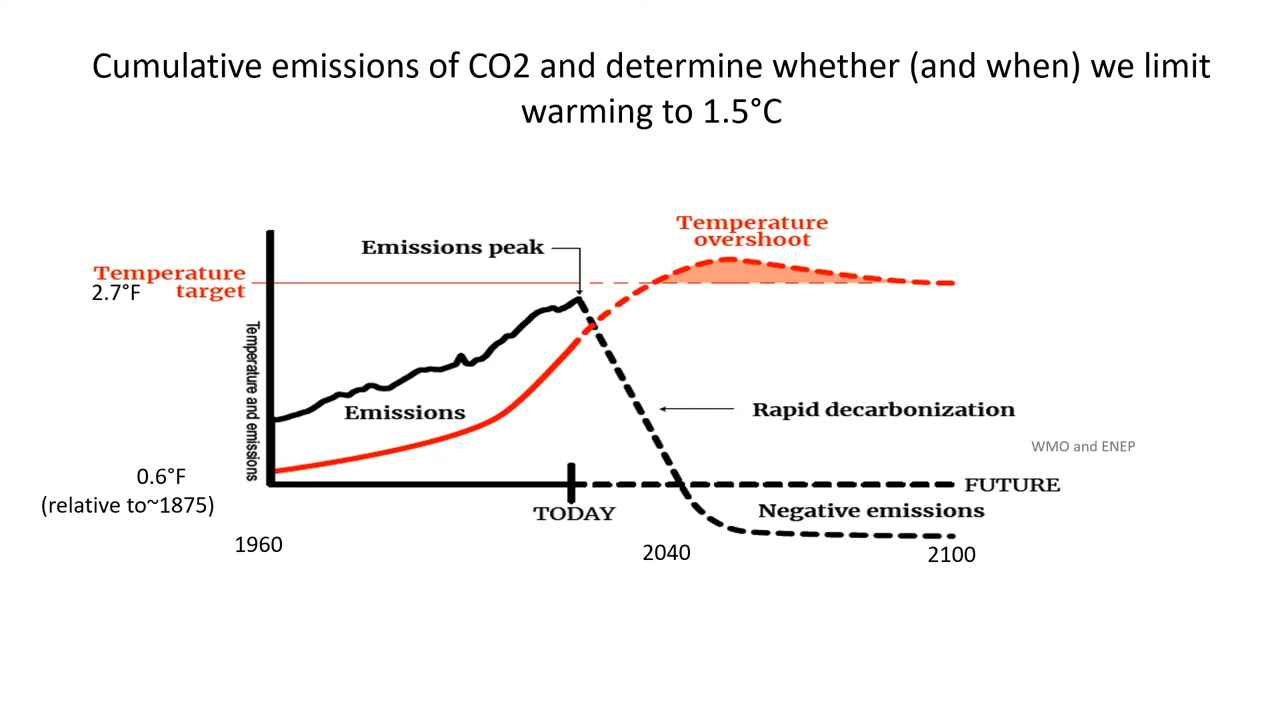 Cumulative emissions of CO2 and determine whether (and when) we limit
warming to 1.5°C
Temperature
overshoot
Emissions peak
Temperature
target
2.7°F
Temperature and emissions
Emissions
Rapid decarbonization
WMO and ENEP
0.6°F
(relative to~1875)
FUTURE
TODAY
Negative emissions
1960
2040
2100